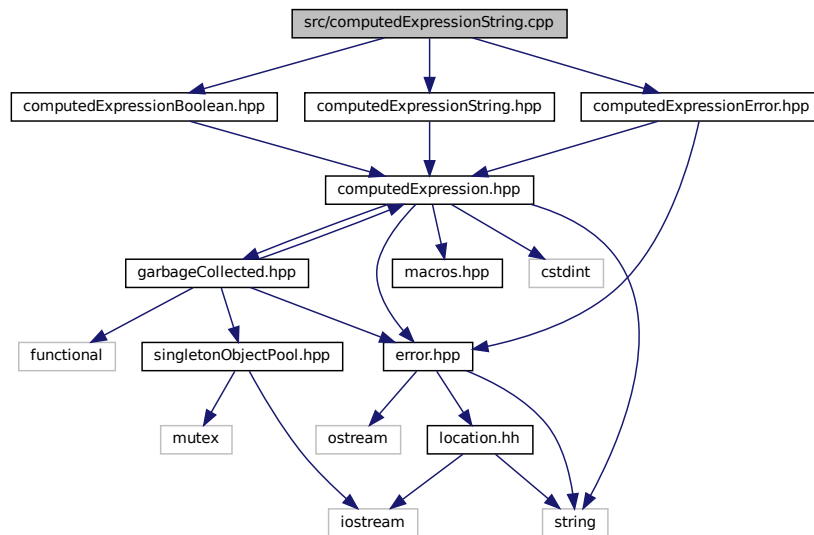 src/computedExpressionString.cpp
computedExpressionBoolean.hpp
computedExpressionString.hpp
computedExpressionError.hpp
computedExpression.hpp
garbageCollected.hpp
macros.hpp
cstdint
functional
singletonObjectPool.hpp
error.hpp
mutex
ostream
location.hh
iostream
string